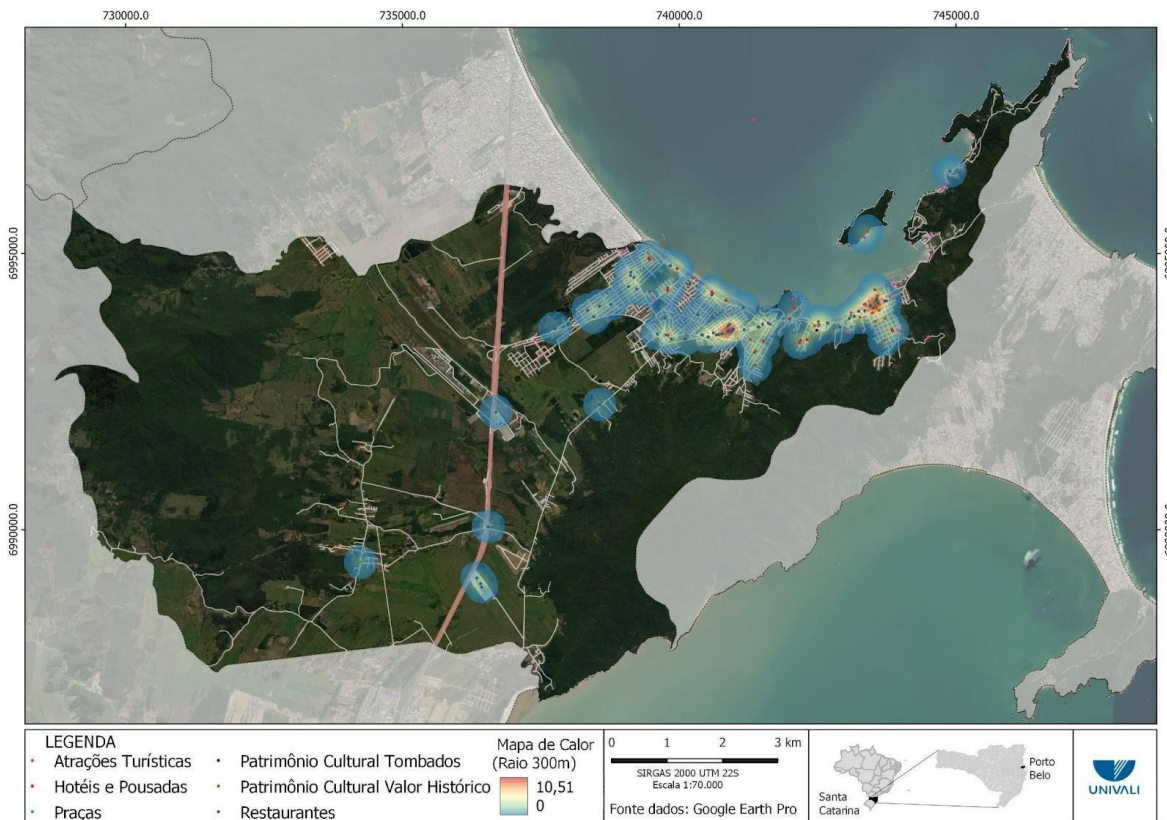 730000.0 735000.0 740000.0 745000.0
6995000.0
6990000.0
LEGENDA
Atrações Turísticas
Hotéis e Pousadas
Praças
Patrimônio Cultural Tombados
Patrimônio Cultural Valor Histórico
Restaurantes
Mapa de Calor
(Raio 300m)
10,51
0
0 1 2 3 km
SIRGAS 2000 UTM 22S
Escala 1:70.000
Fonte dados: Google Earth Pro
Santa
Catarina
Porto
Belo
UNIVALI